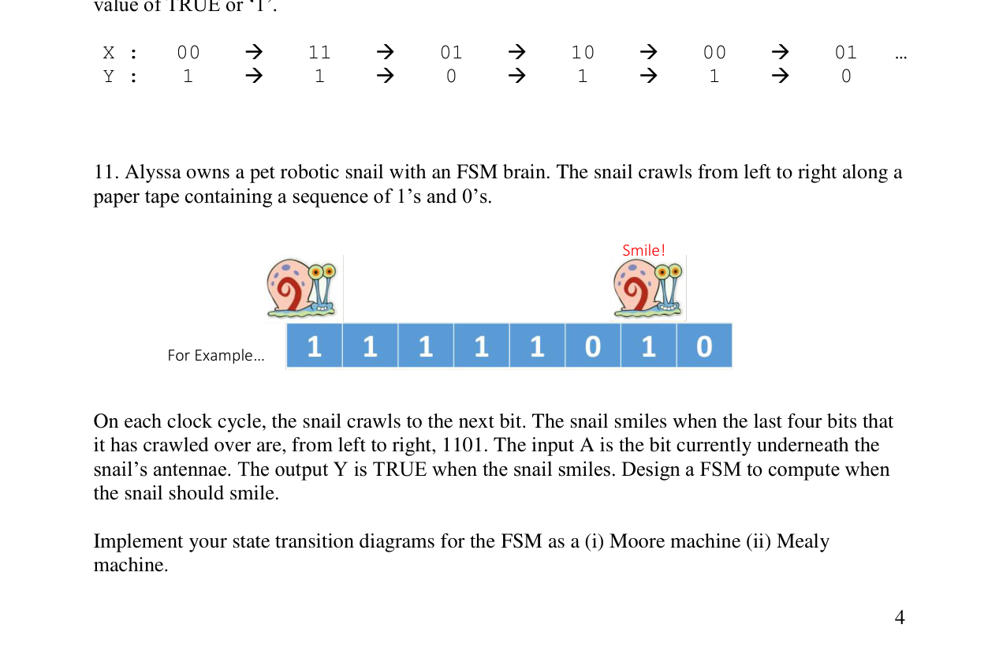 value of TRUE or ‘1’.
X : 00 → 11 → 01 → 10 → 00 → 01 …
Y : 1 → 1 → 0 → 1 → 1 → 0
11. Alyssa owns a pet robotic snail with an FSM brain. The snail crawls from left to right along a
paper tape containing a sequence of 1’s and 0’s.
Smile!
For Example… 1 1 1 1 1 0 1 0
On each clock cycle, the snail crawls to the next bit. The snail smiles when the last four bits that
it has crawled over are, from left to right, 1101. The input A is the bit currently underneath the
snail’s antennae. The output Y is TRUE when the snail smiles. Design a FSM to compute when
the snail should smile.
Implement your state transition diagrams for the FSM as a (i) Moore machine (ii) Mealy
machine.
4